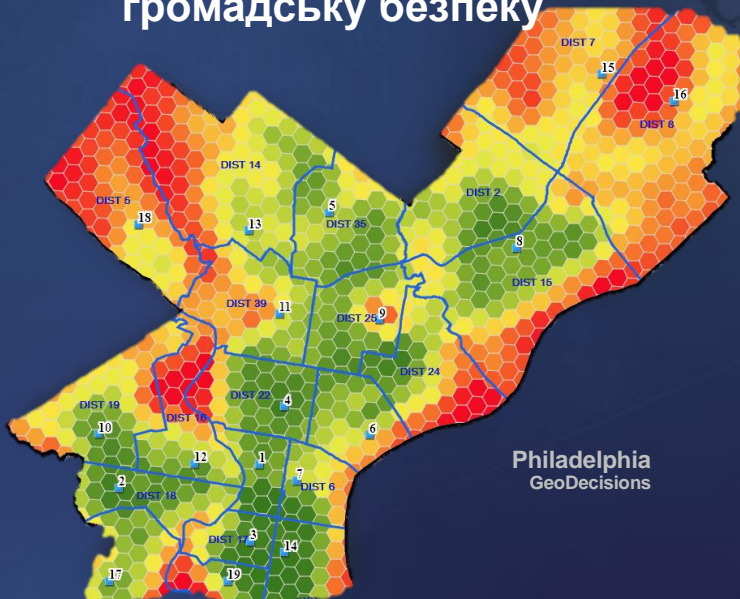 громадську безпеку
DIST 7
15
16
DIST 8
DIST 14
DIST 5
18
13
5
DIST 35
DIST 2
8
DIST 15
DIST 39
11
DIST 25
9
DIST 24
DIST 22
4
DIST 19
DIST 16
10
6
12
1
7
DIST 6
2
DIST 18
DIST 17
3
14
17
19
Philadelphia
GeoDecisions